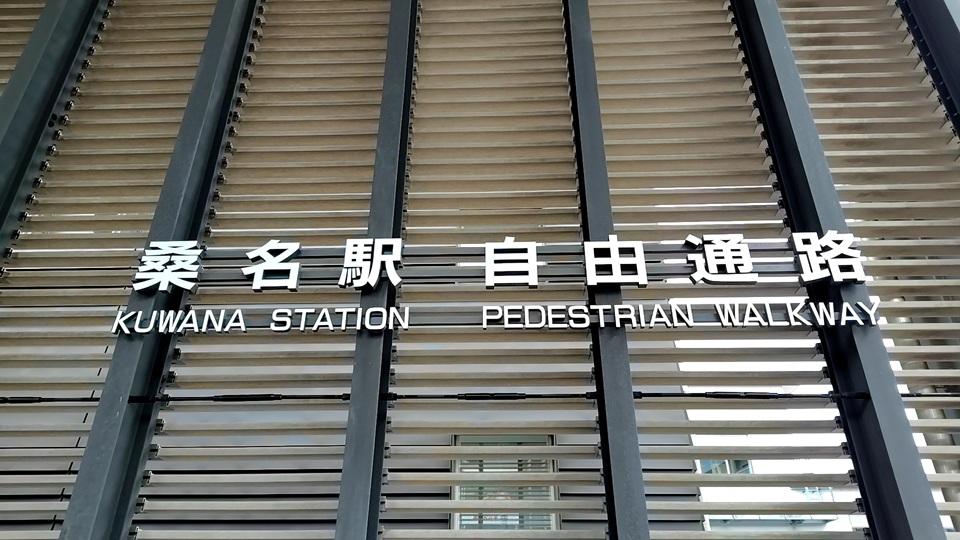 桑名駅 自由通路
KUWANA STATION PEDESTRIAN WALKWAY